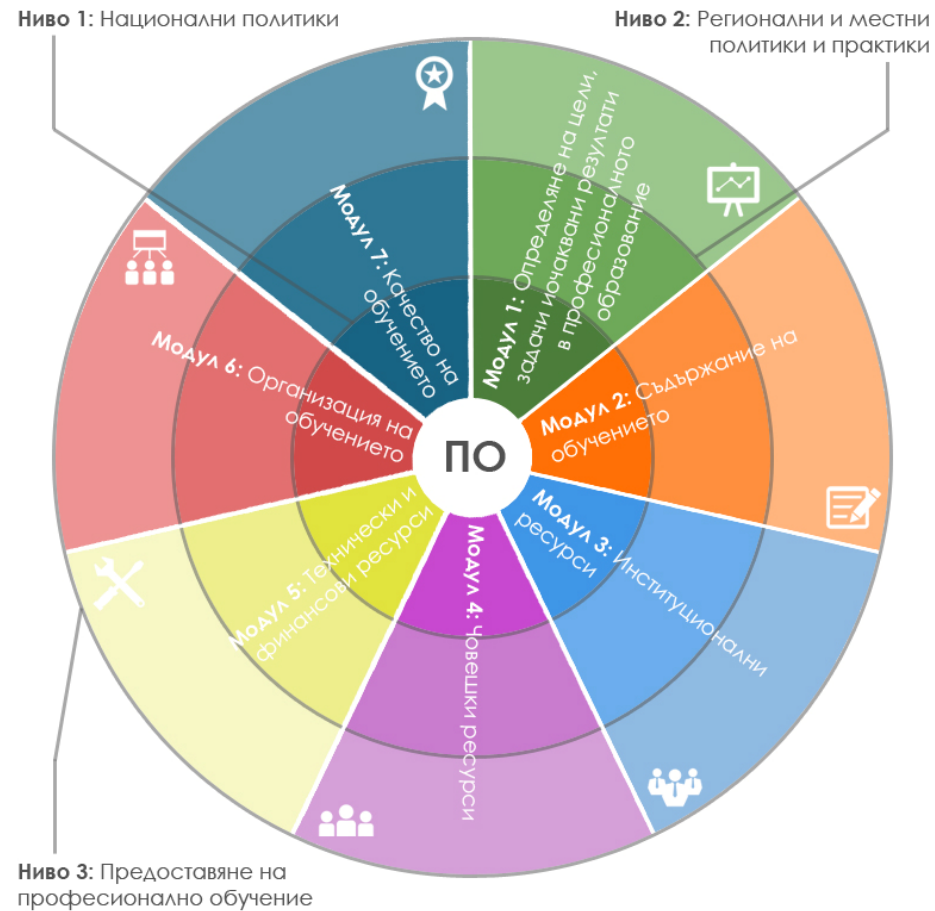 Ниво 1: Национални политики
Ниво 2: Регионални и местни
политики и практики
Модул 1: Определяне на цели,
задачи иочаквани резултати
в професионалното
образование
Модул 2: Съдържание на
обучението
Модул 3: Институционални
ресурси
Модул 4: Човешки ресурси
Модул 5: Технически и
финансови ресурси
Модул 6: Организация на
обучението
Модул 7: Качество на
обучението
ПО
Ниво 3: Предоставяне на
професионално обучение